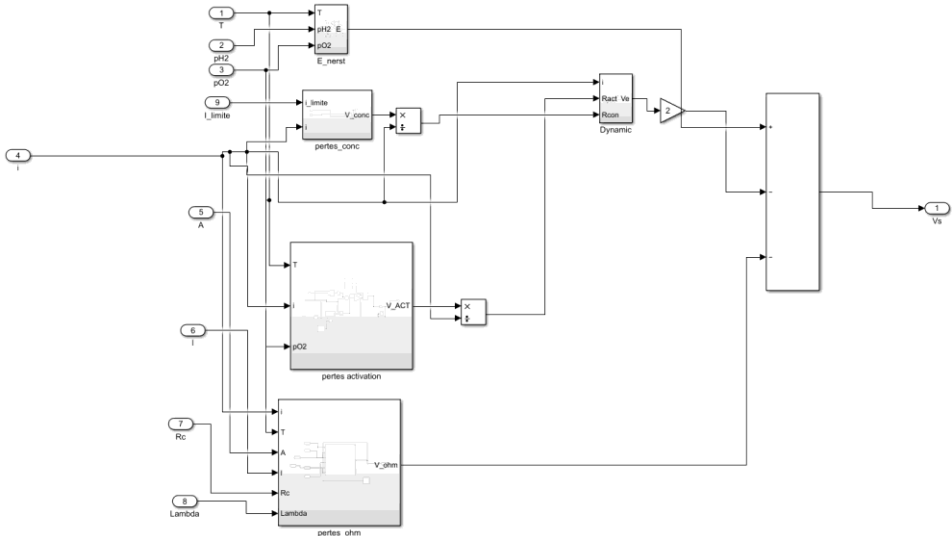 1
T
2
pH2
3
pO2
T
pH2 E
pO2
E_nerst
9
I_limite
i_limite
V_conc
i
pertes_conc
×
÷
i
Ract Ve
Rcon
Dynamic
2
+
−
−
1
Vs
4
i
5
A
T
i
V_ACT
pO2
pertes activation
×
÷
6
l
7
Rc
8
Lambda
i
T
A
l
Rc
Lambda
V_ohm
pertes_ohm